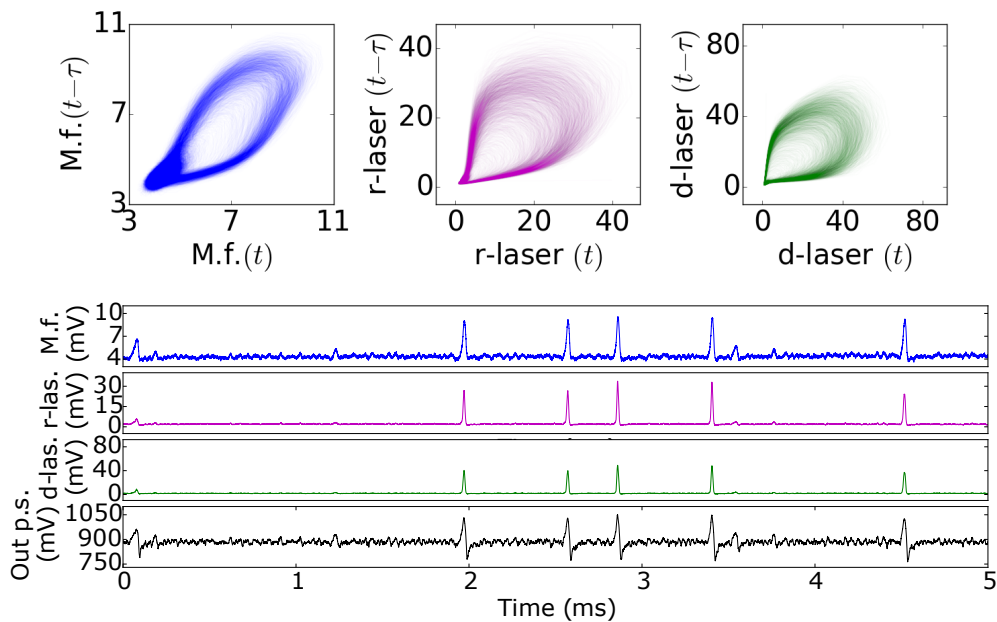 11
7
3
M.f.(t−τ)
3 7 11
M.f.(t)
40
20
0
r-laser (t−τ)
0 20 40
r-laser (t)
80
40
0
d-laser (t−τ)
0 40 80
d-laser (t)
10
7
4
M.f.
(mV)
30
15
0
r-las.
(mV)
80
40
0
d-las.
(mV)
1050
900
750
Out p.s.
(mV)
0 1 2 3 4 5
Time (ms)